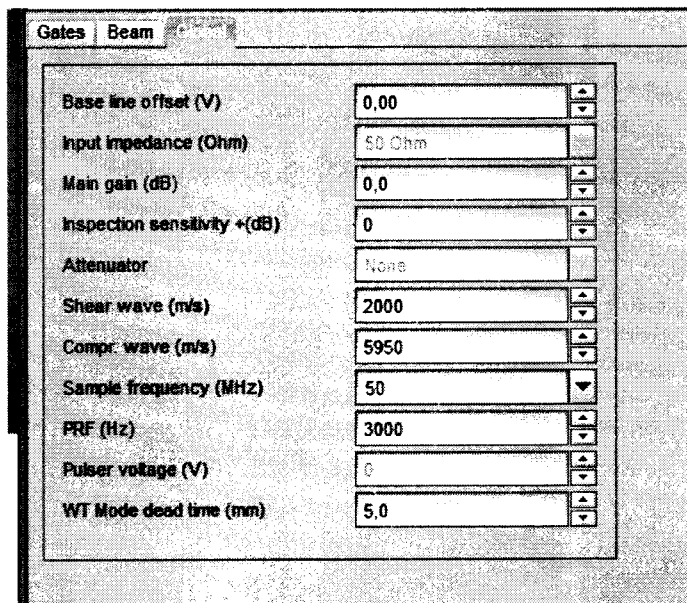 Gates Beam
Base line offset (V) 0,00
Input impedance (Ohm) 50 Ohm
Main gain (dB) 0,0
Inspection sensitivity +(dB) 0
Attenuator None
Shear wave (m/s) 2000
Compr. wave (m/s) 5950
Sample frequency (MHz) 50
PRF (Hz) 3000
Pulser voltage (V) 0
WT Mode dead time (mm) 5,0